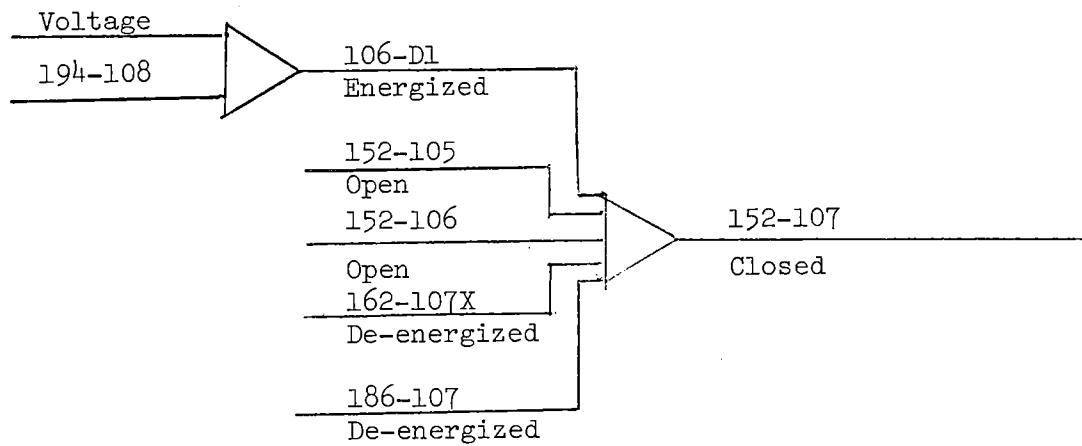 Voltage
194-108
106-D1
Energized
152-105
Open
152-106
Open
162-107X
De-energized
186-107
De-energized
152-107
Closed